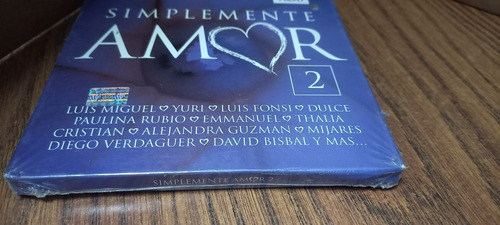 SIMPLEMENTE
AMOR
2
LUIS MIGUEL ♡ YURI ♡ LUIS FONSI ♡ DULCE
PAULINA RUBIO ♡ EMMANUEL ♡ THALIA
CRISTIAN ♡ ALEJANDRA GUZMAN ♡ MIJARES
DIEGO VERDAGUER ♡ DAVID BISBAL Y MAS...
SIMPLEMENTE AMOR 2